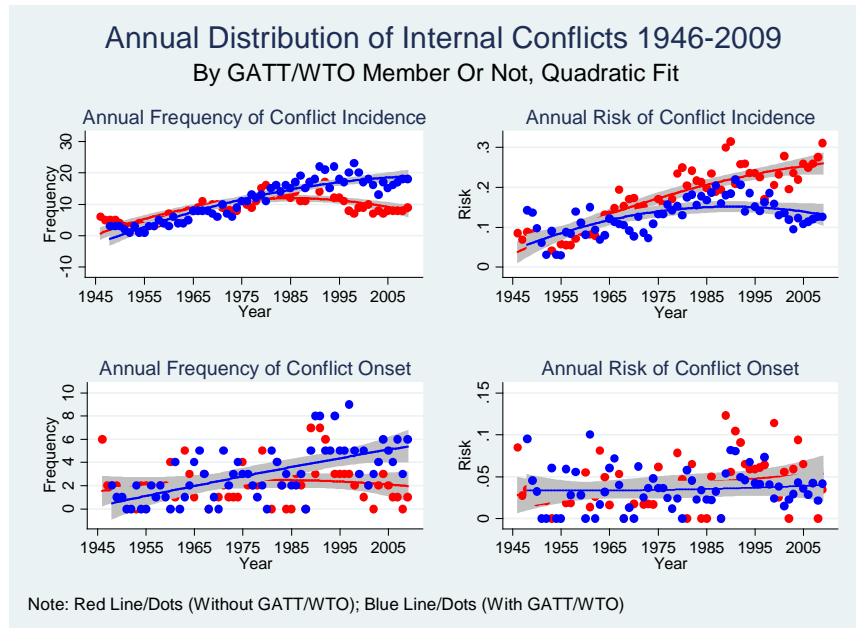 Annual Distribution of Internal Conflicts 1946-2009
By GATT/WTO Member Or Not, Quadratic Fit
Annual Frequency of Conflict Incidence
Frequency
30
20
10
0
-10
1945 1955 1965 1975 1985 1995 2005
Year
Annual Risk of Conflict Incidence
Risk
.3
.2
.1
0
1945 1955 1965 1975 1985 1995 2005
Year
Annual Frequency of Conflict Onset
Frequency
10
8
6
4
2
0
1945 1955 1965 1975 1985 1995 2005
Year
Annual Risk of Conflict Onset
Risk
.15
.1
.05
0
1945 1955 1965 1975 1985 1995 2005
Year
Note: Red Line/Dots (Without GATT/WTO); Blue Line/Dots (With GATT/WTO)